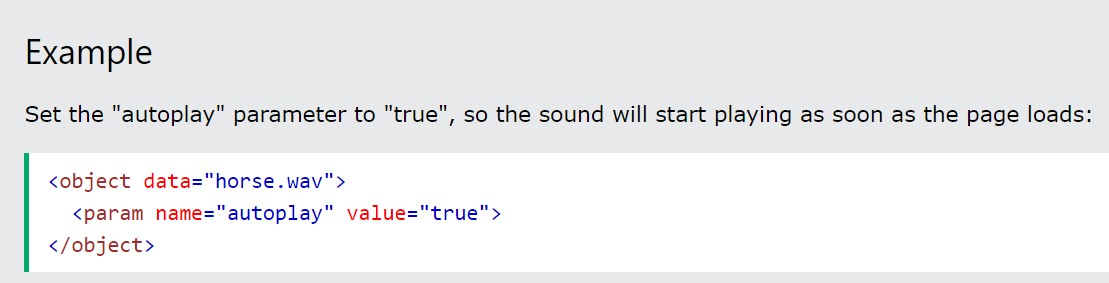 Example
Set the "autoplay" parameter to "true", so the sound will start playing as soon as the page loads:
<object data="horse.wav">
  <param name="autoplay" value="true">
</object>